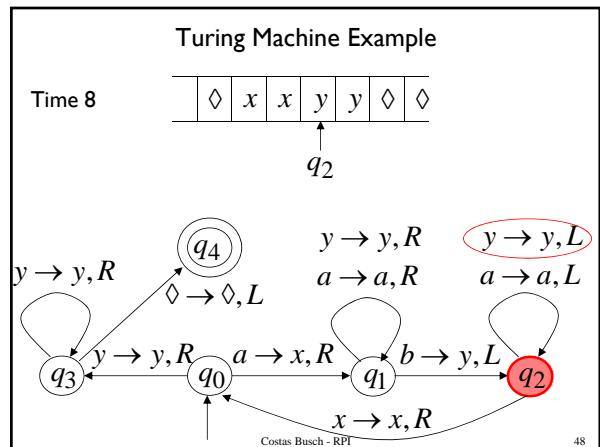 Turing Machine Example
Time 8
◊ x x y y ◊ ◊
q2
y → y, R
y → y, L
y → y, R
q4
a → a, R
a → a, L
◊ → ◊, L
q3
y → y, R
q0
a → x, R
q1
b → y, L
q2
x → x, R
Costas Busch - RPI
48